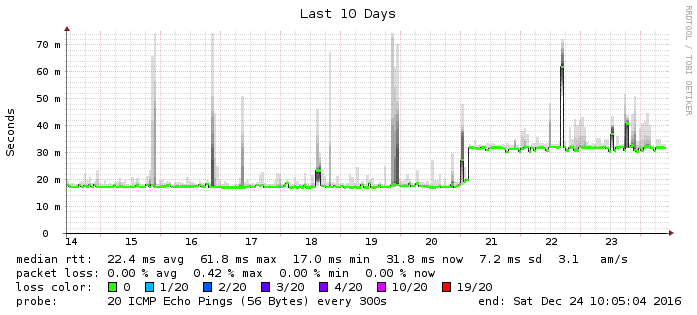 Last 10 Days
RRDTOOL / TOBI OETIKER
Seconds
70 m
60 m
50 m
40 m
30 m
20 m
10 m
0
14 15 16 17 18 19 20 21 22 23
median rtt: 22.4 ms avg 61.8 ms max 17.0 ms min 31.8 ms now 7.2 ms sd 3.1 am/s
packet loss: 0.00 % avg 0.42 % max 0.00 % min 0.00 % now
loss color: 0 1/20 2/20 3/20 4/20 10/20 19/20
probe: 20 ICMP Echo Pings (56 Bytes) every 300s end: Sat Dec 24 10:05:04 2016